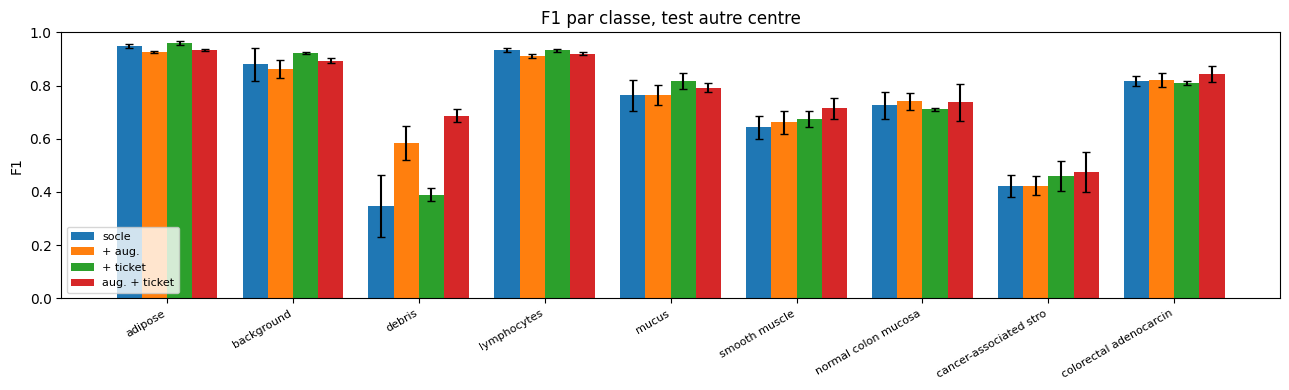 F1 par classe, test autre centre
1.0
0.8
0.6
0.4
0.2
0.0
F1
socle
+ aug.
+ ticket
aug. + ticket
adipose
background
debris
lymphocytes
mucus
smooth muscle
normal colon mucosa
cancer-associated stro
colorectal adenocarcin